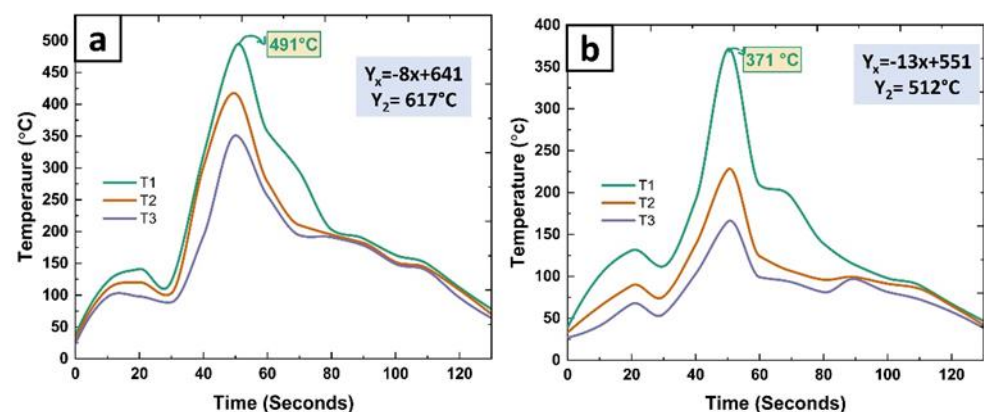 a
491°C
Yₓ=-8x+641
Y₂= 617°C
T1
T2
T3
Temperaure (°C)
500
450
400
350
300
250
200
150
100
50
0
0 20 40 60 80 100 120
Time (Seconds)
b
371 °C
Yₓ=-13x+551
Y₂= 512°C
T1
T2
T3
Temperature (°c)
400
350
300
250
200
150
100
50
0
0 20 40 60 80 100 120
Time (Seconds)